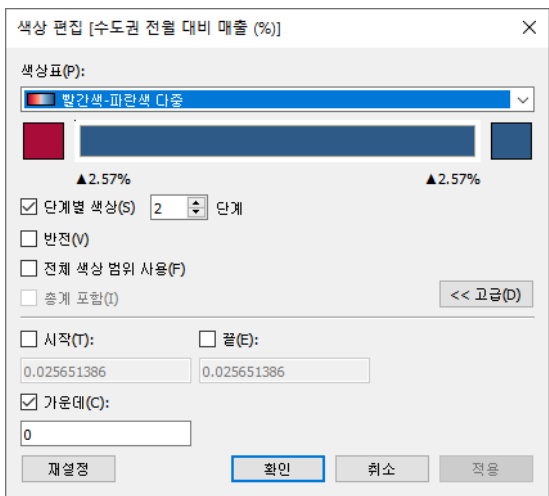 색상 편집 [수도권 전월 대비 매출 (%)]
색상표(P):
빨간색-파란색 다중
▲2.57% ▲2.57%
단계별 색상(S) 2 단계
반전(V)
전체 색상 범위 사용(F)
총계 포함(I) << 고급(D)
시작(T): 끝(E):
0.025651386 0.025651386
가운데(C):
0
재설정 확인 취소 적용